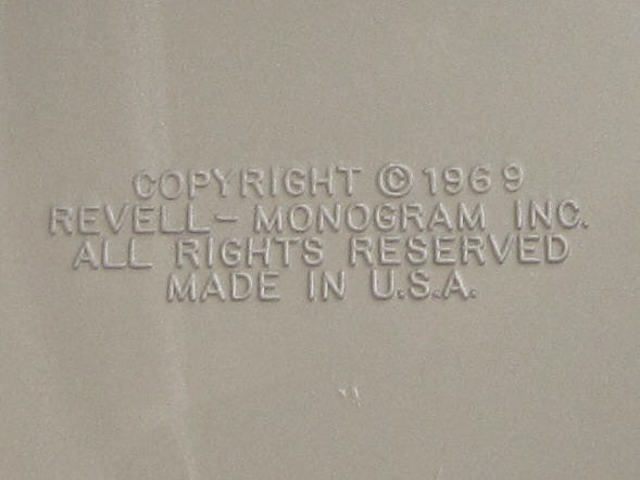 COPYRIGHT © 1969
REVELL- MONOGRAM INC.
ALL RIGHTS RESERVED
MADE IN U.S.A.